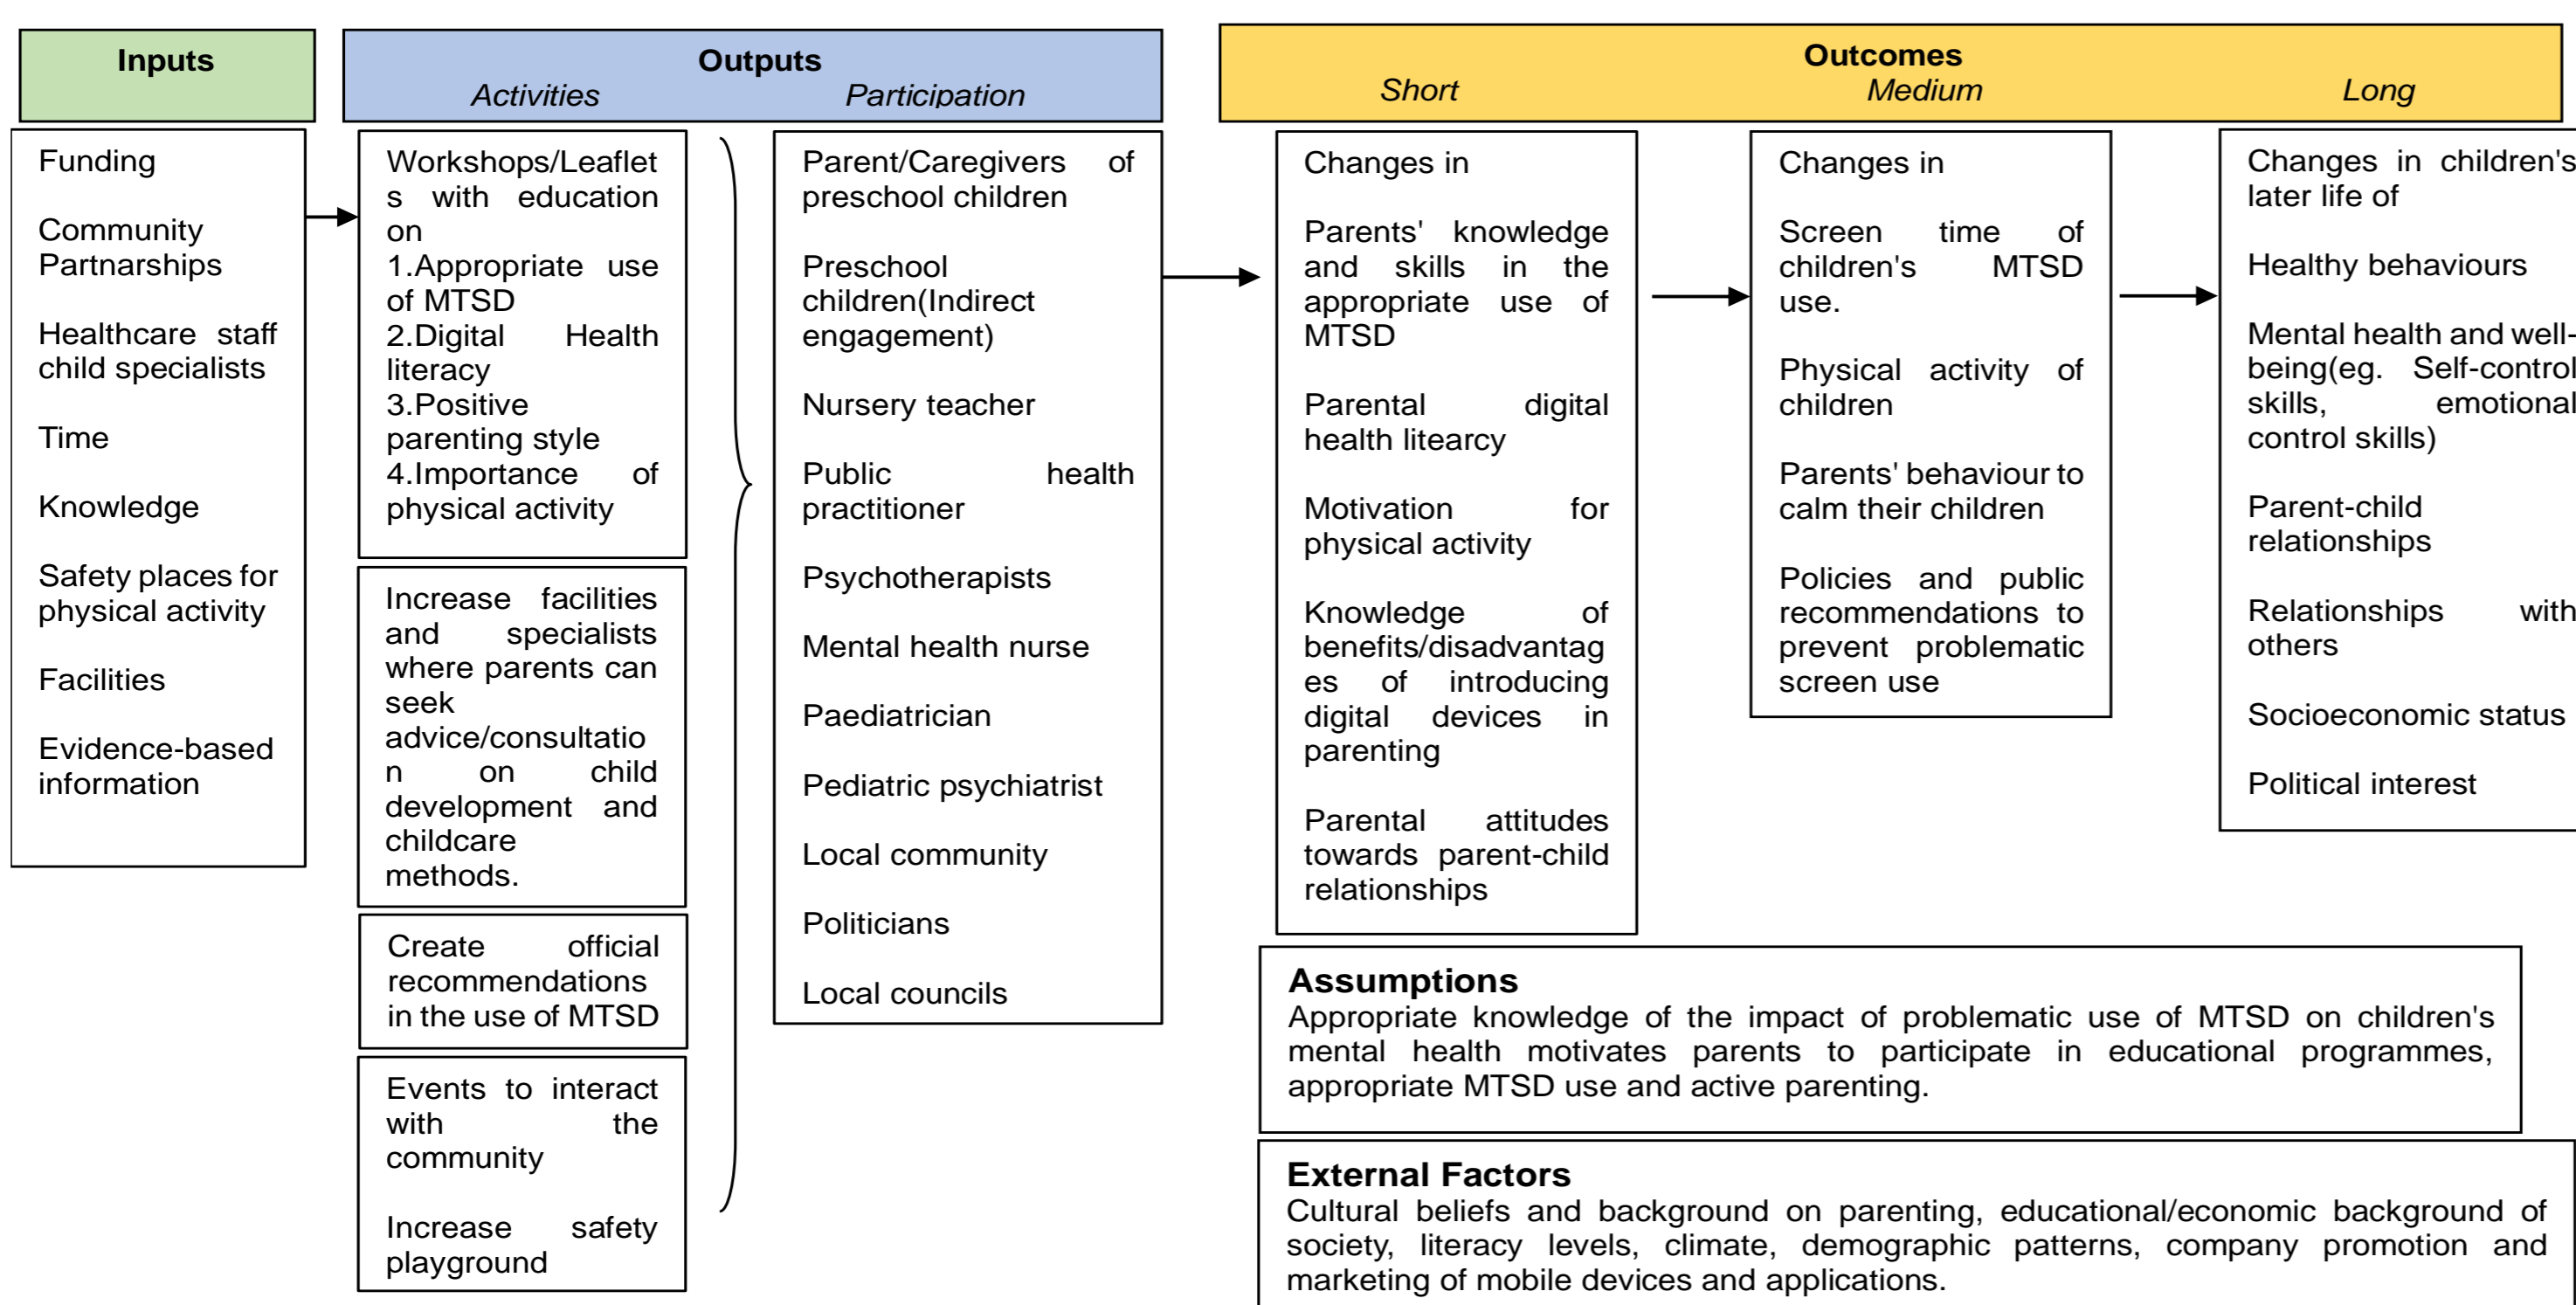 Inputs
Outputs
Activities
Participation
Outcomes
Short
Medium
Long
Funding
Community
Partnarships
Healthcare staff
child specialists
Time
Knowledge
Safety places for
physical activity
Facilities
Evidence-based
information
Workshops/Leaflet
s with education
on
1.Appropriate use
of MTSD
2.Digital Health
literacy
3.Positive
parenting style
4.Importance of
physical activity
Increase facilities
and specialists
where parents can
seek
advice/consultatio
n on child
development and
childcare
methods.
Create official
recommendations
in the use of MTSD
Events to interact
with the
community
Increase safety
playground
Parent/Caregivers of
preschool children
Preschool
children(Indirect
engagement)
Nursery teacher
Public health
practitioner
Psychotherapists
Mental health nurse
Paediatrician
Pediatric psychiatrist
Local community
Politicians
Local councils
Changes in
Parents' knowledge
and skills in the
appropriate use of
MTSD
Parental digital
health litearcy
Motivation for
physical activity
Knowledge of
benefits/disadvantag
es of introducing
digital devices in
parenting
Parental attitudes
towards parent-child
relationships
Changes in
Screen time of
children's MTSD
use.
Physical activity of
children
Parents' behaviour to
calm their children
Policies and public
recommendations to
prevent problematic
screen use
Changes in children's
later life of
Healthy behaviours
Mental health and well-
being(eg. Self-control
skills, emotional
control skills)
Parent-child
relationships
Relationships with
others
Socioeconomic status
Political interest
Assumptions
Appropriate knowledge of the impact of problematic use of MTSD on children's
mental health motivates parents to participate in educational programmes,
appropriate MTSD use and active parenting.
External Factors
Cultural beliefs and background on parenting, educational/economic background of
society, literacy levels, climate, demographic patterns, company promotion and
marketing of mobile devices and applications.